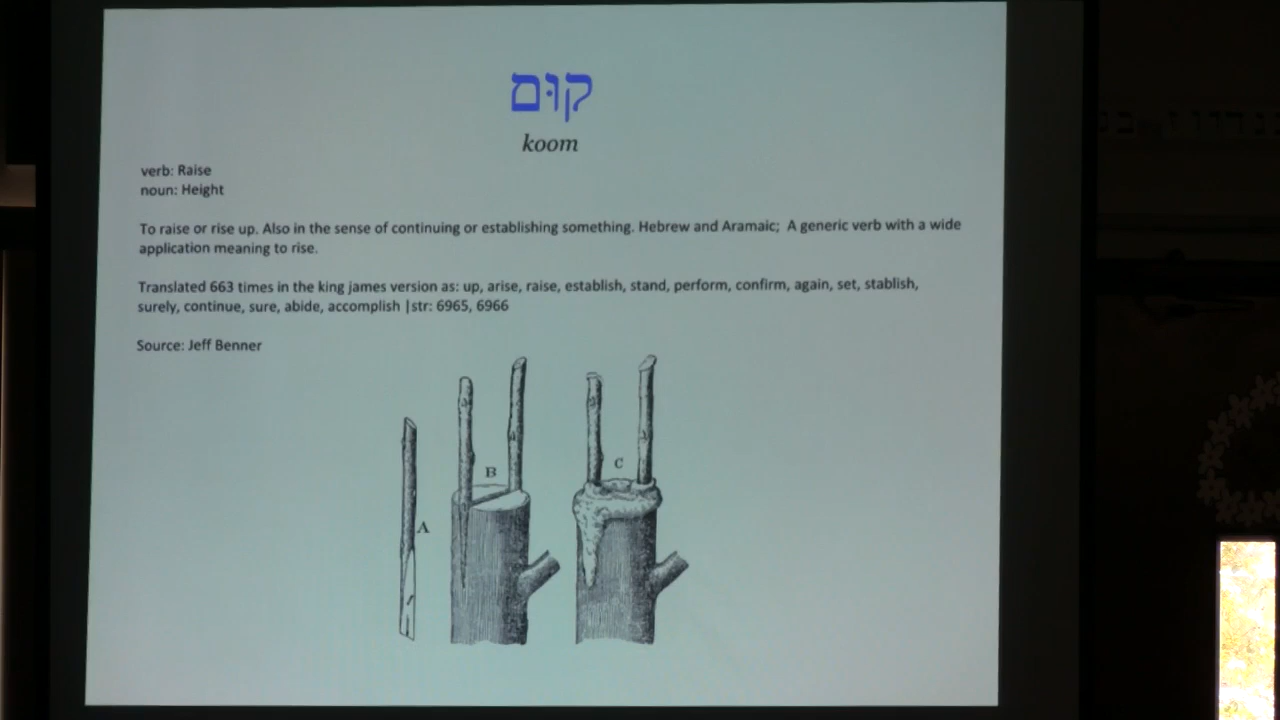 קוּם
koom
verb: Raise
noun: Height
To raise or rise up. Also in the sense of continuing or establishing something. Hebrew and Aramaic; A generic verb with a wide
application meaning to rise.
Translated 663 times in the king james version as: up, arise, raise, establish, stand, perform, confirm, again, set, stablish,
surely, continue, sure, abide, accomplish |str: 6965, 6966
Source: Jeff Benner
B
C
A